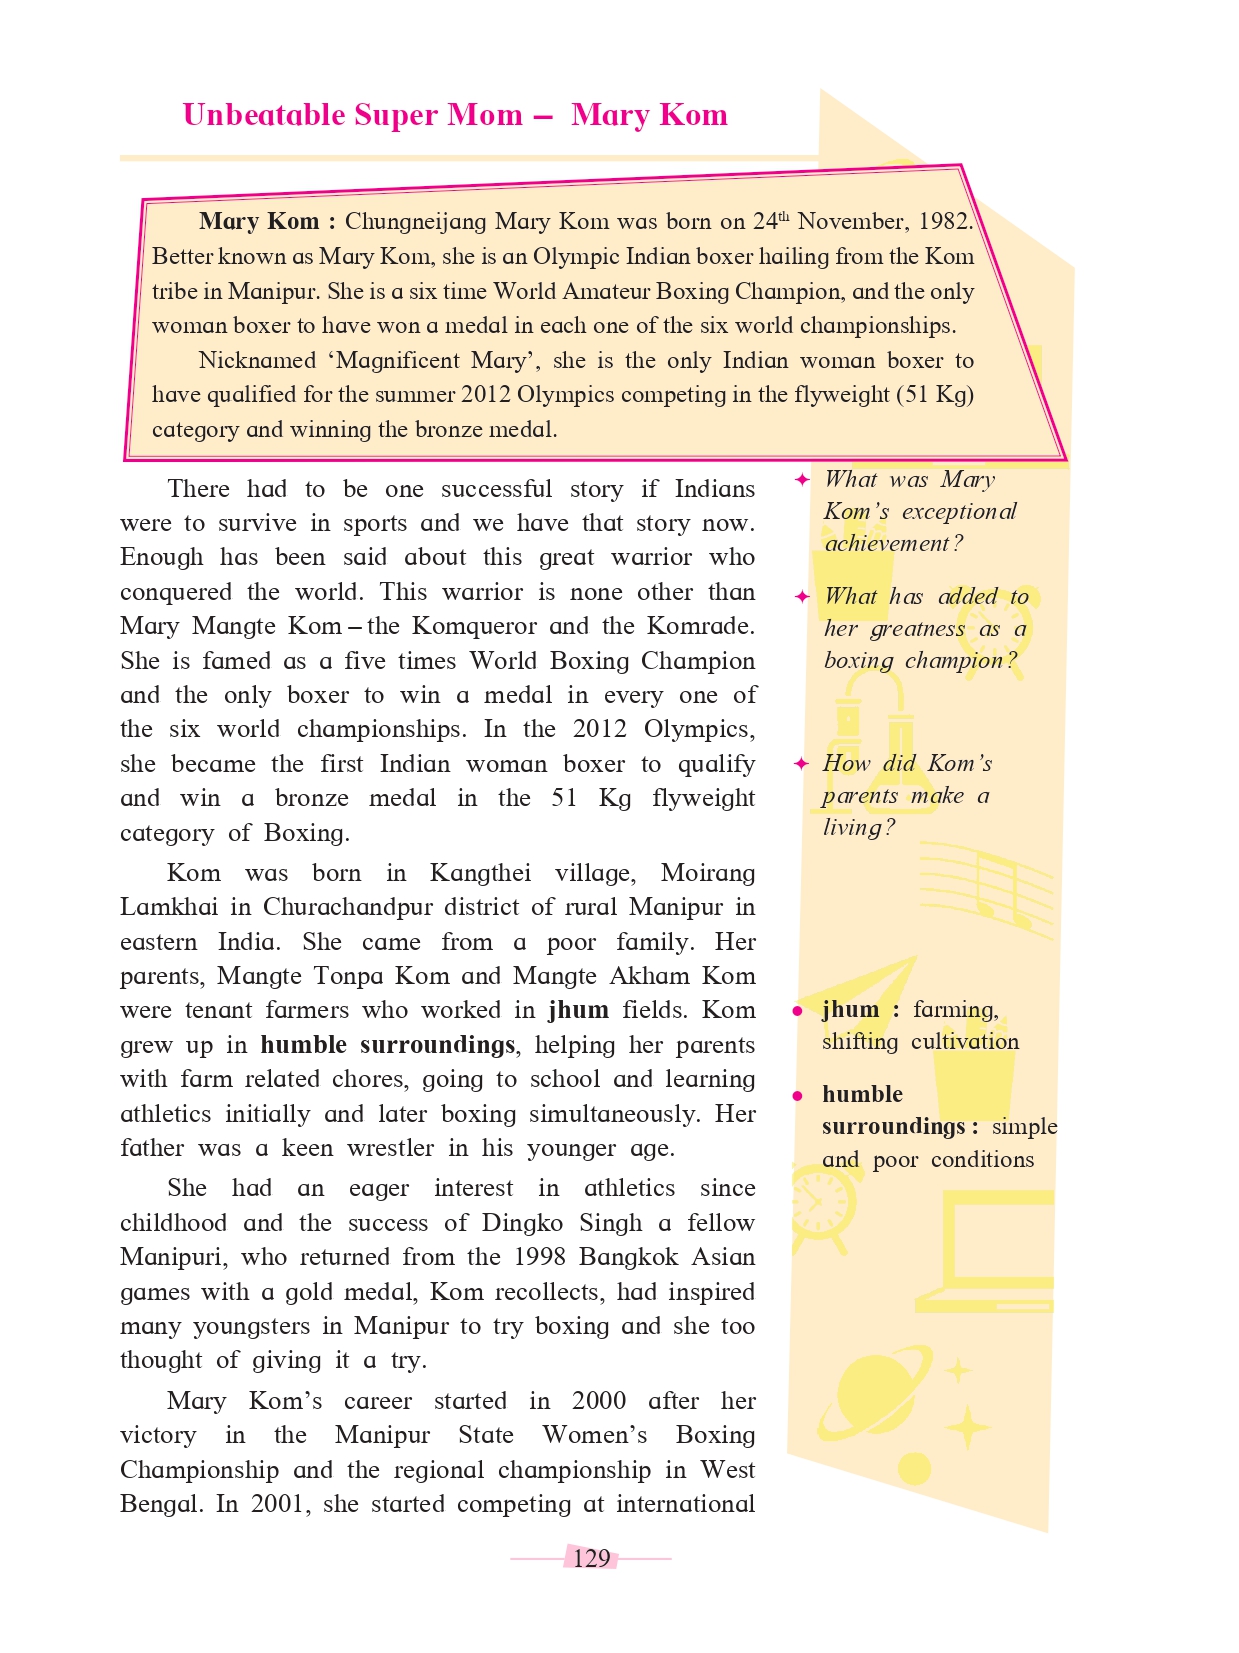 Unbeatable Super Mom – Mary Kom
Mary Kom : Chungneijang Mary Kom was born on 24th November, 1982.
Better known as Mary Kom, she is an Olympic Indian boxer hailing from the Kom
tribe in Manipur. She is a six time World Amateur Boxing Champion, and the only
woman boxer to have won a medal in each one of the six world championships.
Nicknamed ‘Magnificent Mary’, she is the only Indian woman boxer to
have qualified for the summer 2012 Olympics competing in the flyweight (51 Kg)
category and winning the bronze medal.
There had to be one successful story if Indians
were to survive in sports and we have that story now.
Enough has been said about this great warrior who
conquered the world. This warrior is none other than
Mary Mangte Kom – the Komqueror and the Komrade.
She is famed as a five times World Boxing Champion
and the only boxer to win a medal in every one of
the six world championships. In the 2012 Olympics,
she became the first Indian woman boxer to qualify
and win a bronze medal in the 51 Kg flyweight
category of Boxing.
Kom was born in Kangthei village, Moirang
Lamkhai in Churachandpur district of rural Manipur in
eastern India. She came from a poor family. Her
parents, Mangte Tonpa Kom and Mangte Akham Kom
were tenant farmers who worked in jhum fields. Kom
grew up in humble surroundings, helping her parents
with farm related chores, going to school and learning
athletics initially and later boxing simultaneously. Her
father was a keen wrestler in his younger age.
She had an eager interest in athletics since
childhood and the success of Dingko Singh a fellow
Manipuri, who returned from the 1998 Bangkok Asian
games with a gold medal, Kom recollects, had inspired
many youngsters in Manipur to try boxing and she too
thought of giving it a try.
Mary Kom’s career started in 2000 after her
victory in the Manipur State Women’s Boxing
Championship and the regional championship in West
Bengal. In 2001, she started competing at international
✦ What was Mary
Kom’s exceptional
achievement?
✦ What has added to
her greatness as a
boxing champion?
✦ How did Kom’s
parents make a
living?
• jhum : farming,
shifting cultivation
• humble
surroundings : simple
and poor conditions
129